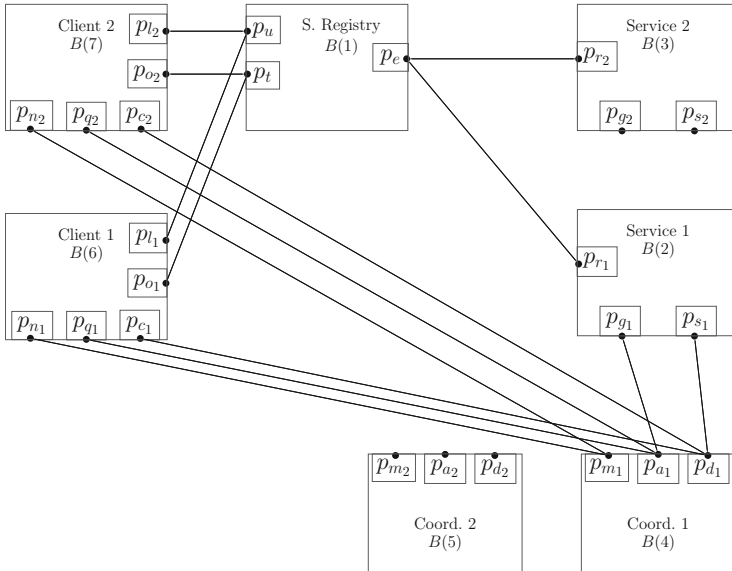 Client 2
B(7)
p_{l_2}
p_{o_2}
p_{n_2} p_{q_2} p_{c_2}
S. Registry
B(1)
p_u
p_t
p_e
Service 2
B(3)
p_{r_2}
p_{g_2} p_{s_2}
Client 1
B(6)
p_{l_1}
p_{o_1}
p_{n_1} p_{q_1} p_{c_1}
Service 1
B(2)
p_{r_1}
p_{g_1} p_{s_1}
p_{m_2} p_{a_2} p_{d_2}
Coord. 2
B(5)
p_{m_1} p_{a_1} p_{d_1}
Coord. 1
B(4)